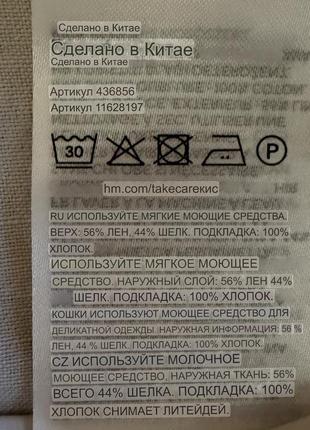 Сделано в Китае
Сделано в Китае
Сделано в Китае
Артикул 436856
Артикул 11628197
30
P
hm.com/takecareкис
RU ИСПОЛЬЗУЙТЕ МЯГКИЕ МОЮЩИЕ СРЕДСТВА.
ВЕРХ: 56% ЛЕН, 44% ШЕЛК. ПОДКЛАДКА: 100%
ХЛОПОК.
ИСПОЛЬЗУЙТЕ МЯГКОЕ МОЮЩЕЕ
СРЕДСТВО. НАРУЖНЫЙ СЛОЙ: 56% ЛЕН 44%
ШЕЛК. ПОДКЛАДКА: 100% ХЛОПОК.
КОШКИ ИСПОЛЬЗУЮТ МОЮЩЕЕ СРЕДСТВО ДЛЯ
ДЕЛИКАТНОЙ ОДЕЖДЫ. НАРУЖНАЯ ИНФОРМАЦИЯ: 56 %
ЛЕН, 44 % ШЕЛК. ПОДКЛАДКА: 100 % ХЛОПОК.
CZ ИСПОЛЬЗУЙТЕ МОЛОЧНОЕ
МОЮЩЕЕ СРЕДСТВО. НАРУЖНАЯ ТКАНЬ: 56%
ВСЕГО 44% ШЕЛКА. ПОДКЛАДКА: 100%
ХЛОПОК СНИМАЕТ ЛИТЕЙДЕЙ.